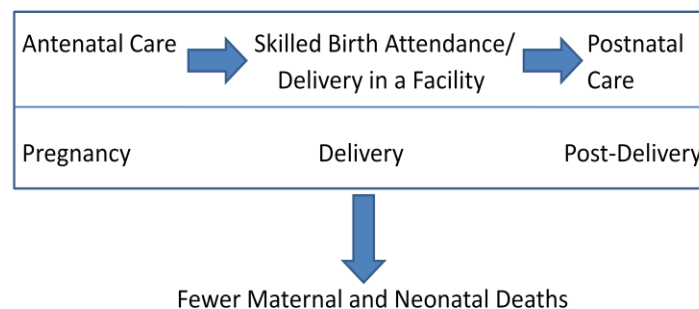 Antenatal Care
Skilled Birth Attendance/
Delivery in a Facility
Postnatal
Care
Pregnancy
Delivery
Post-Delivery
Fewer Maternal and Neonatal Deaths